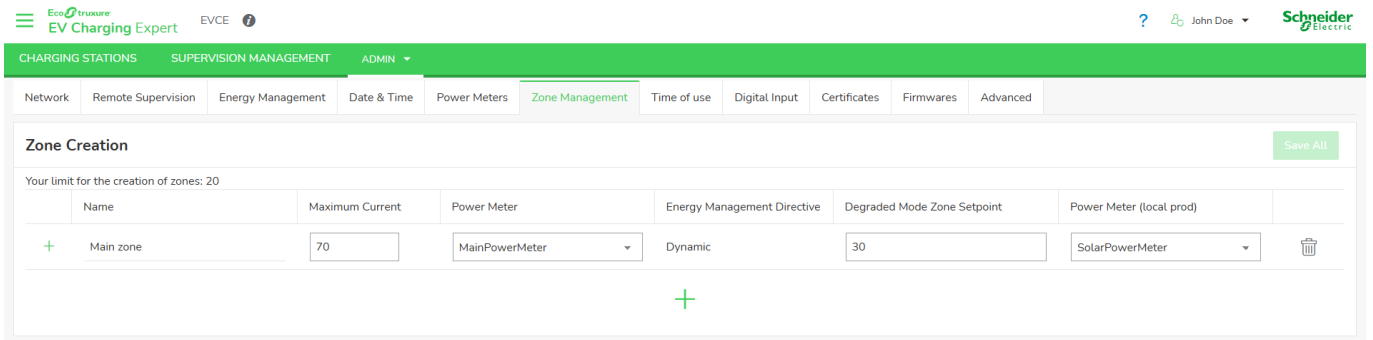 EcoStruxure
EV Charging Expert
EVCE
?
John Doe
Schneider
Electric
CHARGING STATIONS SUPERVISION MANAGEMENT ADMIN
Network Remote Supervision Energy Management Date & Time Power Meters Zone Management Time of use Digital Input Certificates Firmwares Advanced
Zone Creation
Save All
Your limit for the creation of zones: 20
Name Maximum Current Power Meter Energy Management Directive Degraded Mode Zone Setpoint Power Meter (local prod)
+ Main zone 70 MainPowerMeter Dynamic 30 SolarPowerMeter
+